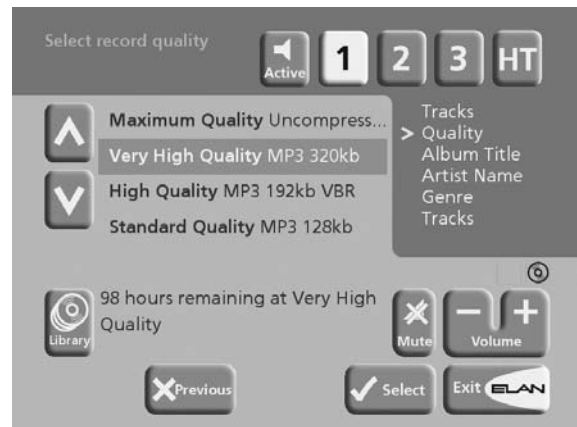 Select record quality
Active
1
2
3
HT
Maximum Quality Uncompress...
Very High Quality MP3 320kb
High Quality MP3 192kb VBR
Standard Quality MP3 128kb
Tracks
> Quality
Album Title
Artist Name
Genre
Tracks
Library
98 hours remaining at Very High
Quality
Mute
− +
Volume
Previous
Select
Exit ELAN